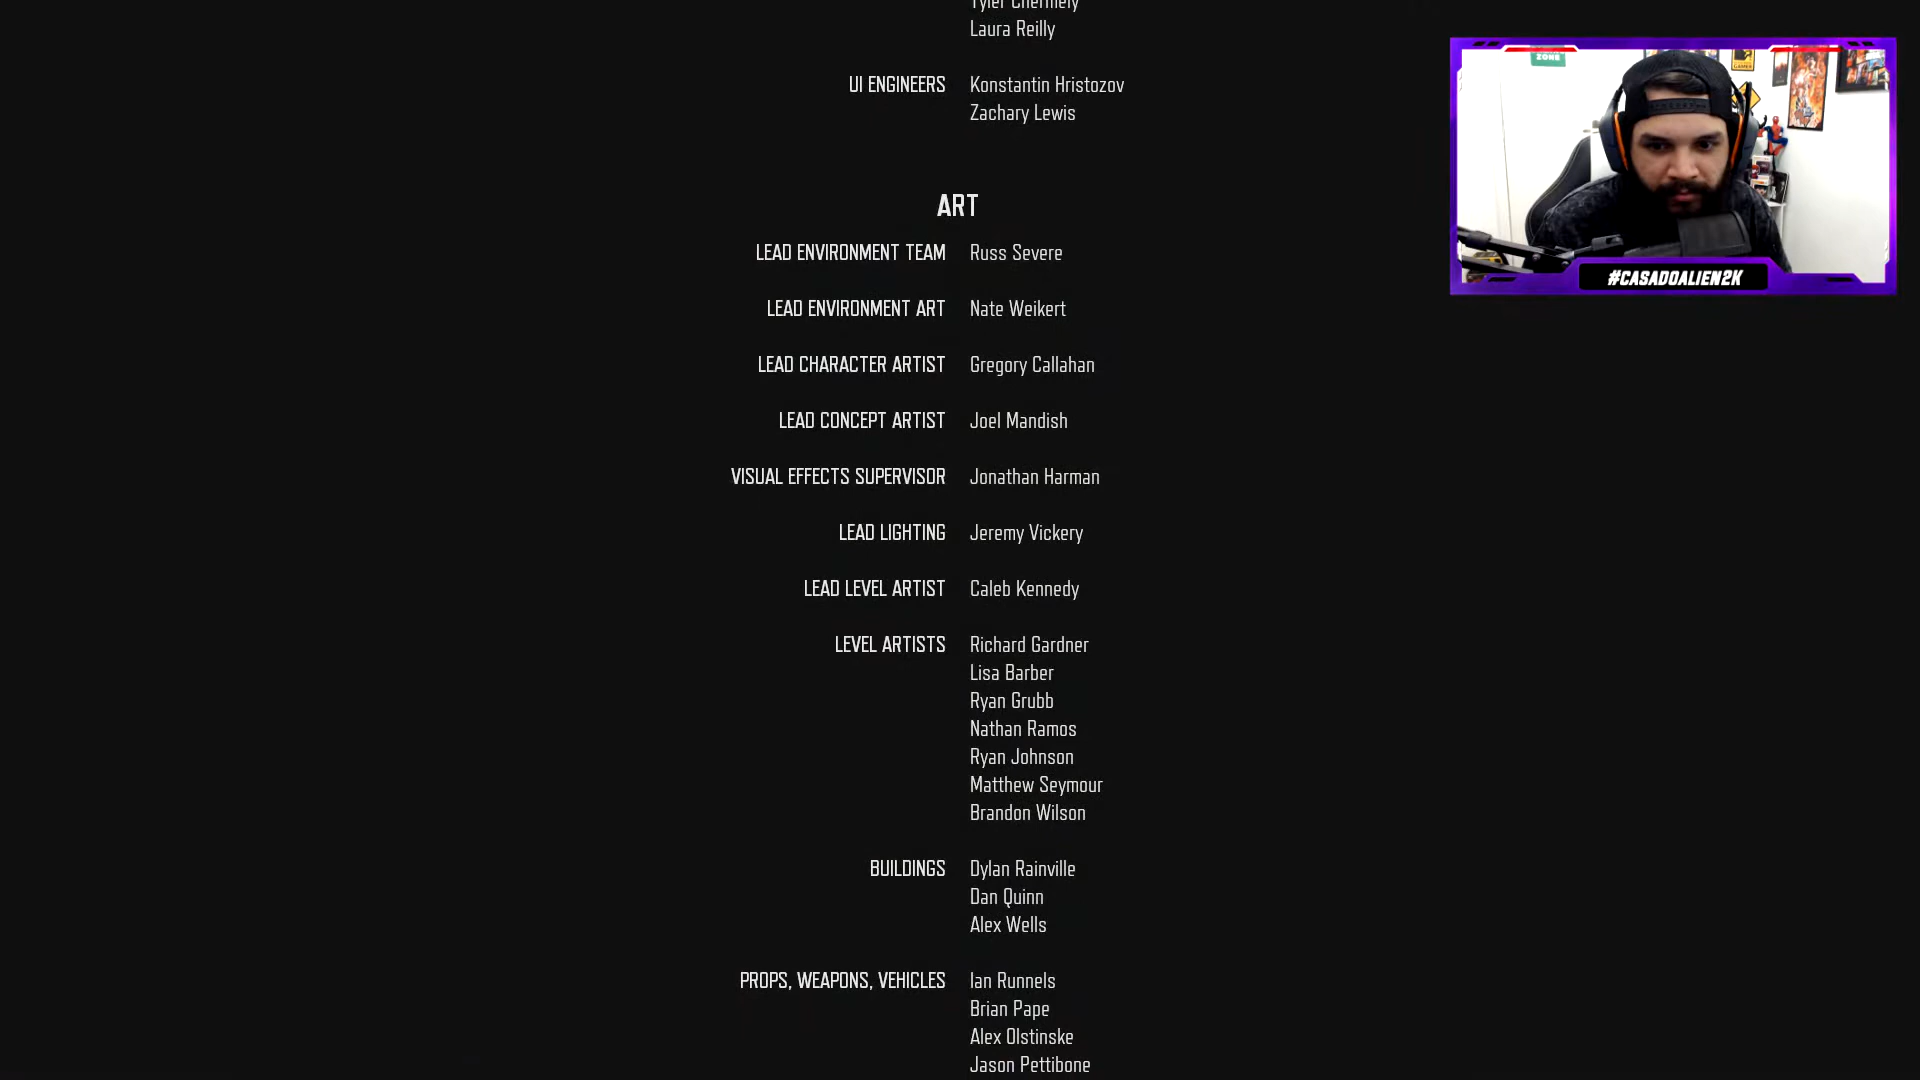 Tyler Chermely
Laura Reilly
UI ENGINEERS Konstantin Hristozov
Zachary Lewis
ART
LEAD ENVIRONMENT TEAM Russ Severe
LEAD ENVIRONMENT ART Nate Weikert
LEAD CHARACTER ARTIST Gregory Callahan
LEAD CONCEPT ARTIST Joel Mandish
VISUAL EFFECTS SUPERVISOR Jonathan Harman
LEAD LIGHTING Jeremy Vickery
LEAD LEVEL ARTIST Caleb Kennedy
LEVEL ARTISTS Richard Gardner
Lisa Barber
Ryan Grubb
Nathan Ramos
Ryan Johnson
Matthew Seymour
Brandon Wilson
BUILDINGS Dylan Rainville
Dan Quinn
Alex Wells
PROPS, WEAPONS, VEHICLES Ian Runnels
Brian Pape
Alex Olstinske
Jason Pettibone
ZONE
#CASADOALIEN2K